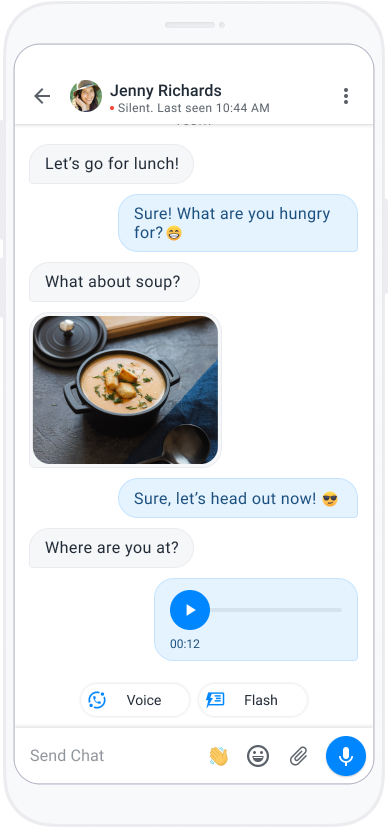 Jenny Richards
Silent. Last seen 10:44 AM
Let's go for lunch!
Sure! What are you hungry
for?😁
What about soup?
Sure, let's head out now! 😎
Where are you at?
00:12
Voice
Flash
Send Chat